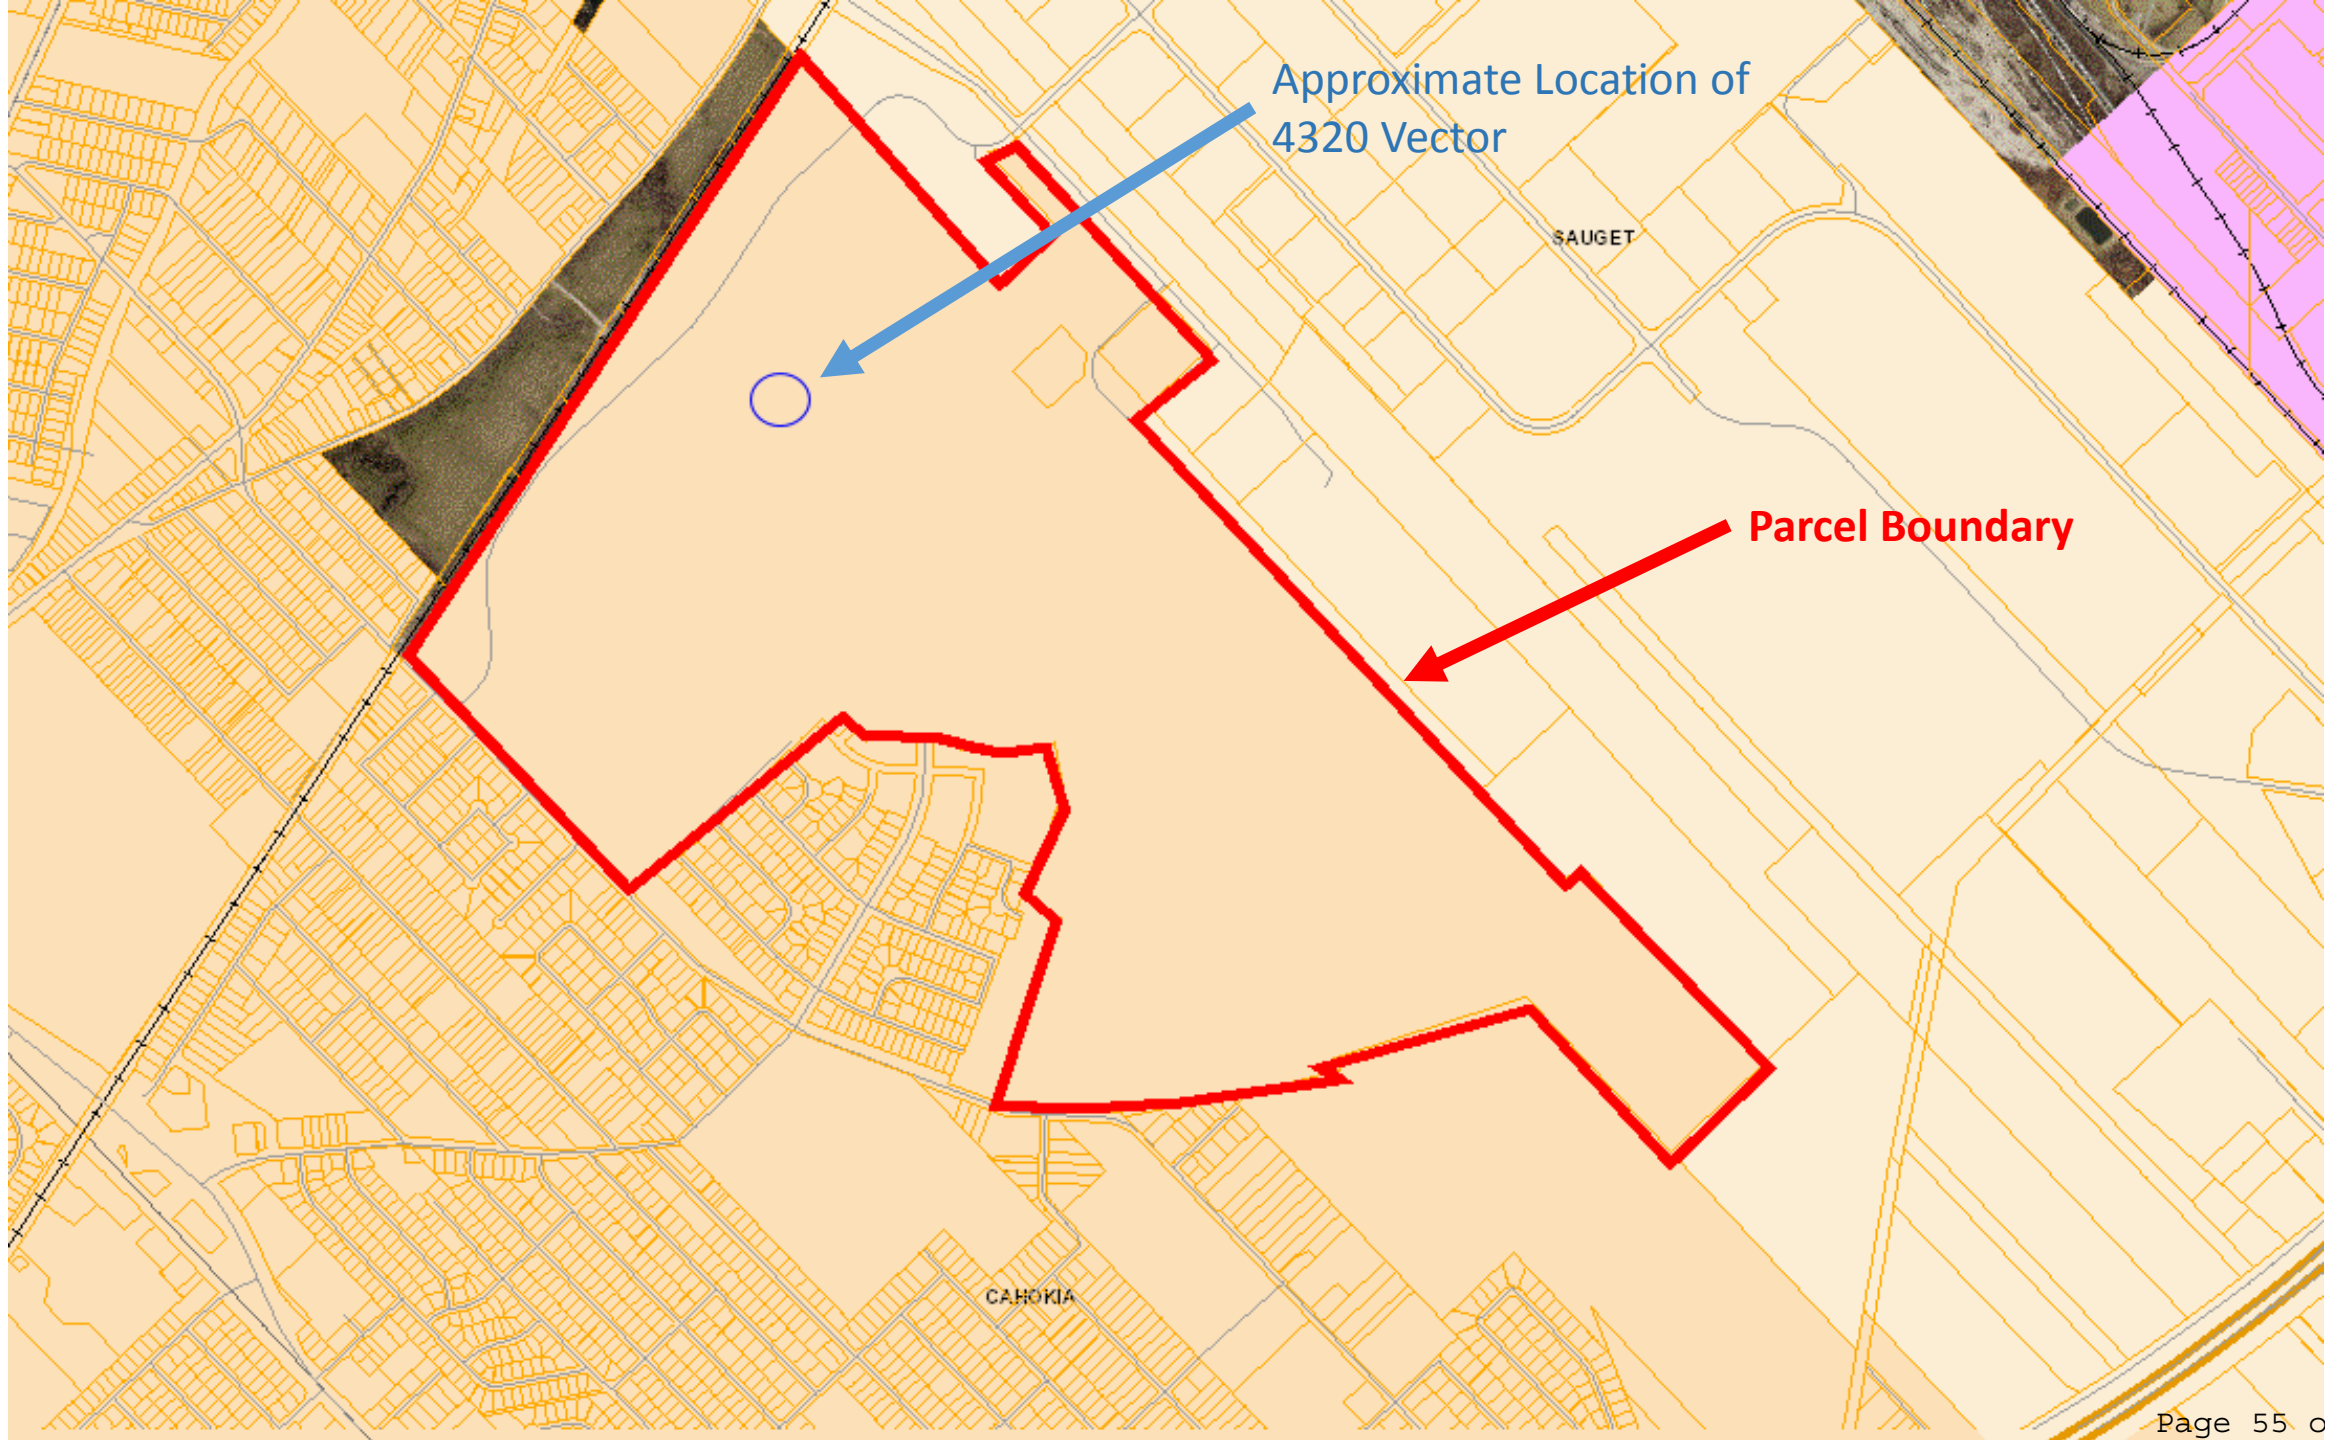 Approximate Location of
4320 Vector
SAUGET
Parcel Boundary
CAHOKIA
Page 55 o